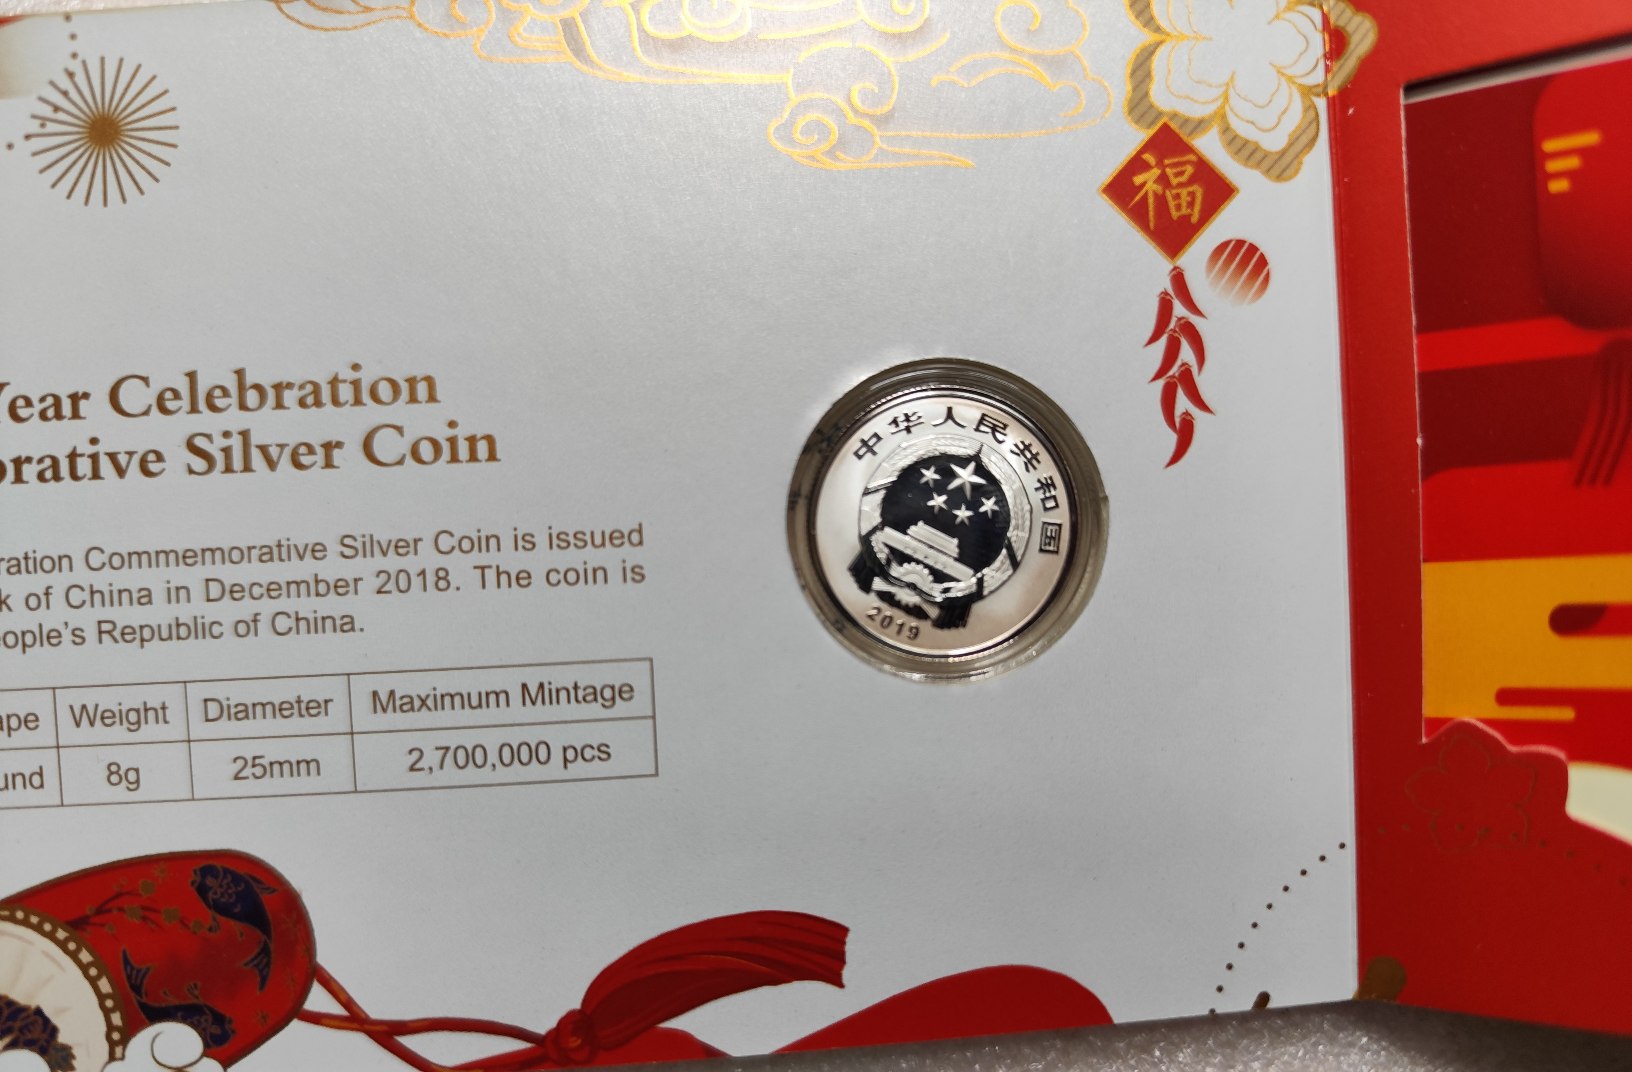 福
Year Celebration
orative Silver Coin
ration Commemorative Silver Coin is issued
k of China in December 2018. The coin is
ople's Republic of China.
ape Weight Diameter Maximum Mintage
und 8g 25mm 2,700,000 pcs
中华人民共和国
2019